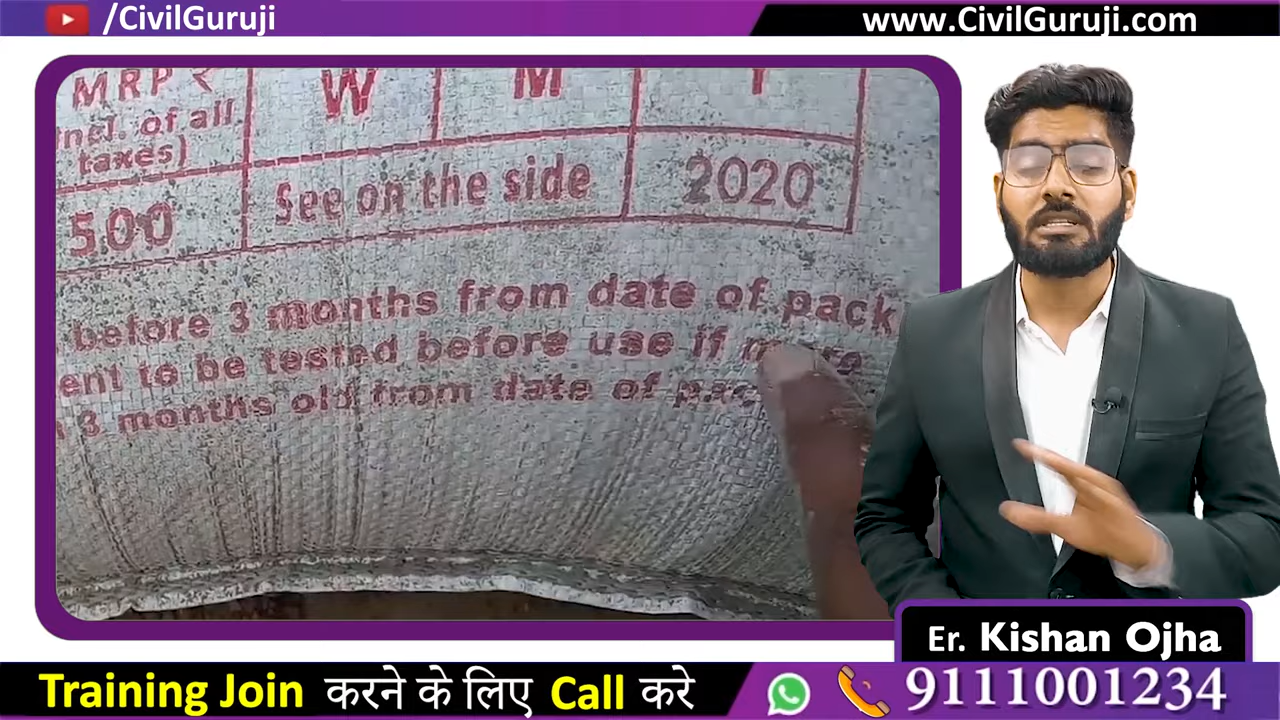 /CivilGuruji
www.CivilGuruji.com
MRP ₹
incl. of all
taxes)
W
M
500
See on the side
2020
before 3 months from date of pack
ent to be tested before use if more
3 months old from date of
Er. Kishan Ojha
Training Join करने के लिए Call करे
9111001234